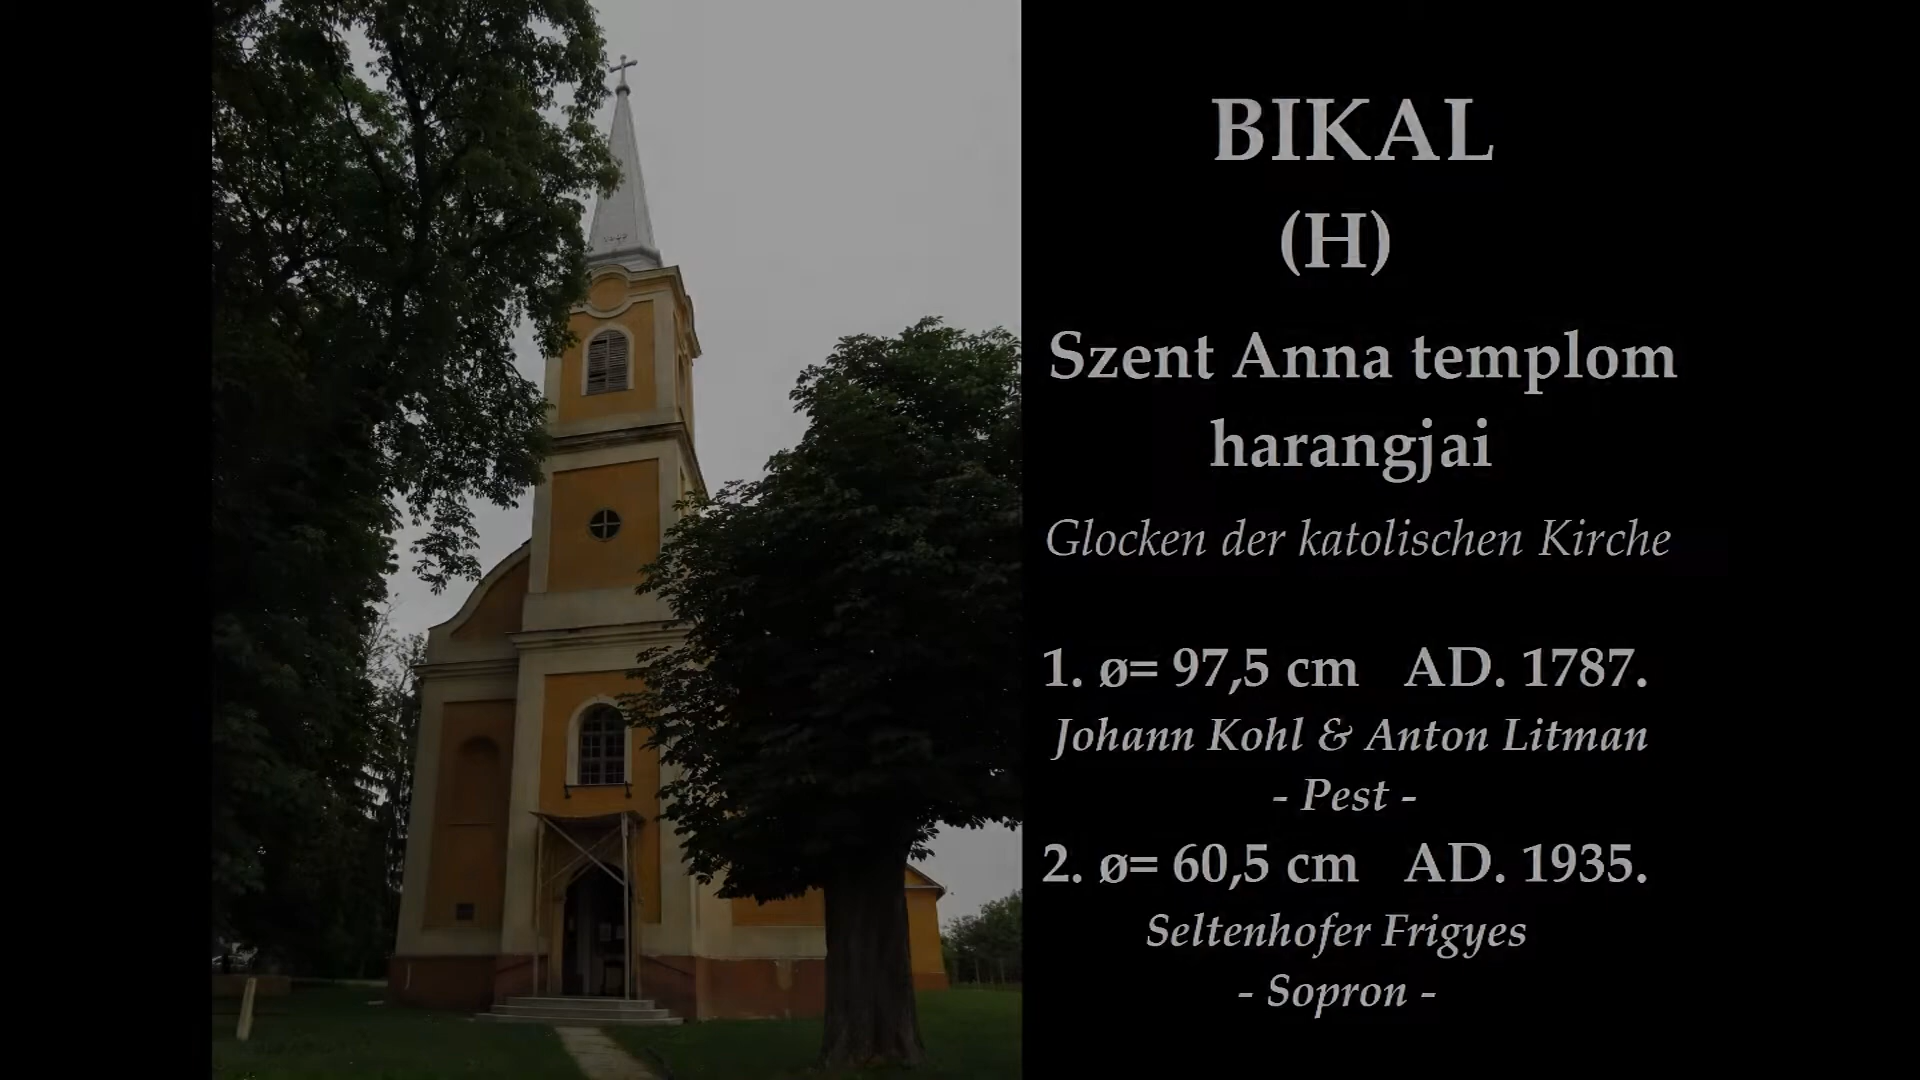 BIKAL
(H)
Szent Anna templom
harangjai
Glocken der katolischen Kirche
1. ø= 97,5 cm AD. 1787.
Johann Kohl & Anton Litman
- Pest -
2. ø= 60,5 cm AD. 1935.
Seltenhofer Frigyes
- Sopron -